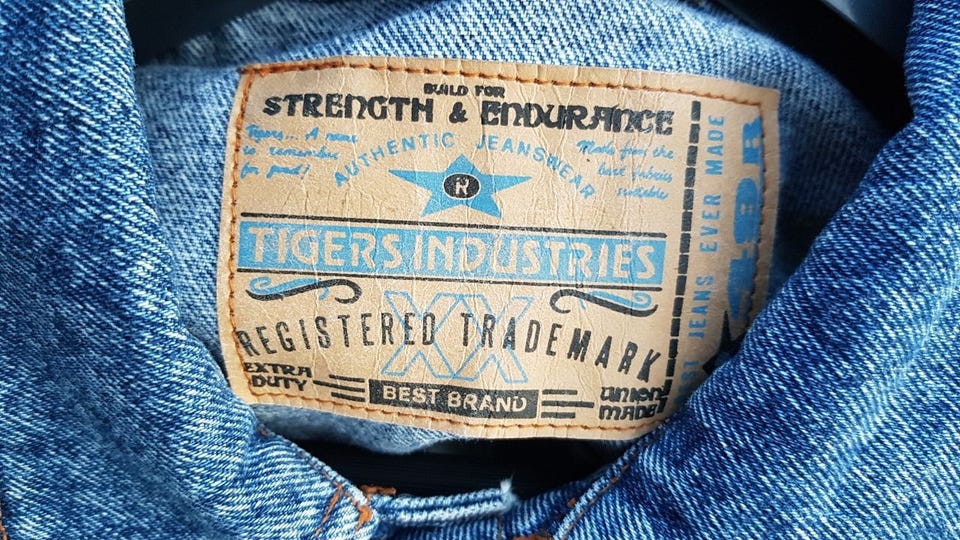 BUILD FOR
STRENGTH & ENDURANCE
Tigers... A name
to remember
for good!
AUTHENTIC JEANSWEAR
Made from the
best fabrics
available
R
TIGERS INDUSTRIES
XX
REGISTERED TRADEMARK
EXTRA
DUTY
BEST BRAND
UNION
MADE
JEANS EVER MADE